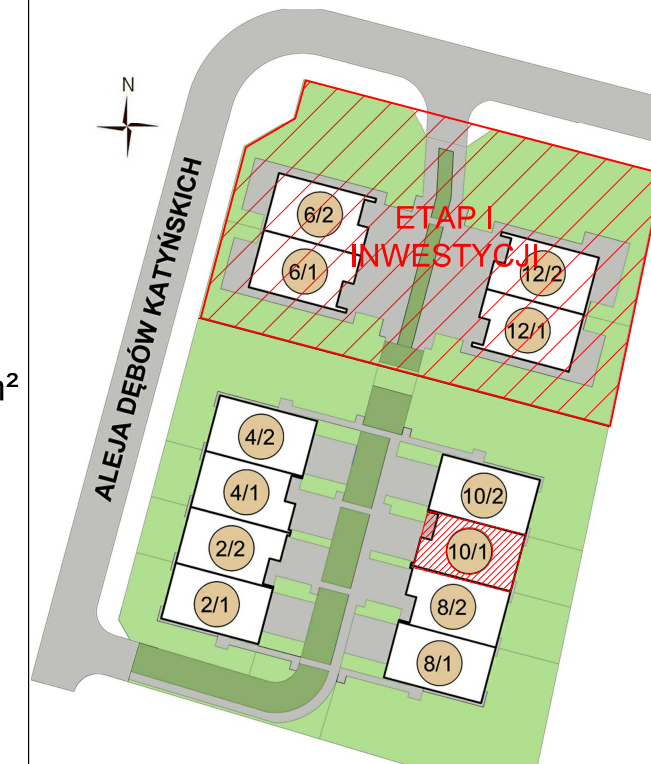 N
ALEJA DĘBÓW KATYŃSKICH
ETAP I
INWESTYCJI
6/2
6/1
12/2
12/1
m²
4/2
4/1
2/2
2/1
10/2
10/1
8/2
8/1